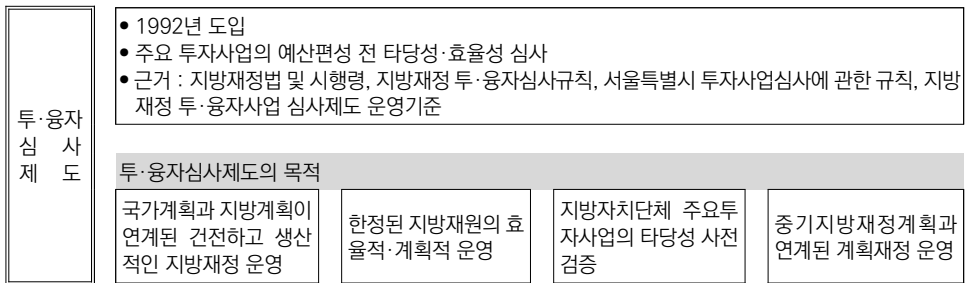 투·융자
심 사
제 도
• 1992년 도입
• 주요 투자사업의 예산편성 전 타당성·효율성 심사
• 근거 : 지방재정법 및 시행령, 지방재정 투·융자심사규칙, 서울특별시 투자사업심사에 관한 규칙, 지방
재정 투·융자사업 심사제도 운영기준
투·융자심사제도의 목적
국가계획과 지방계획이
연계된 건전하고 생산
적인 지방재정 운영
한정된 지방재원의 효
율적·계획적 운영
지방자치단체 주요투
자사업의 타당성 사전
검증
중기지방재정계획과
연계된 계획재정 운영